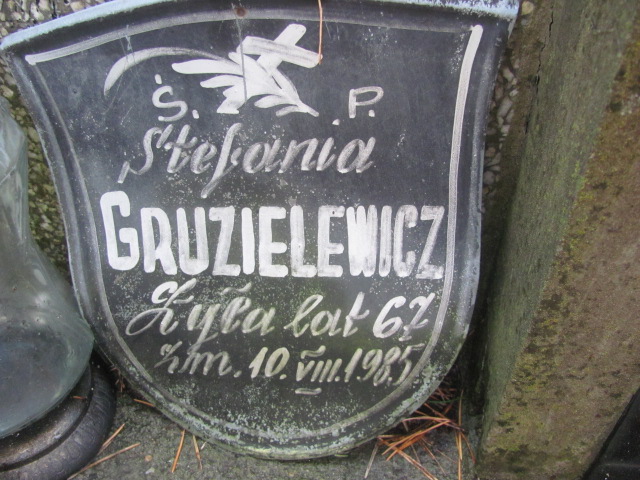 Ś. P.
Stefania
GRUZIELEWICZ
Żyła lat 67
zm. 10. VIII. 1985.